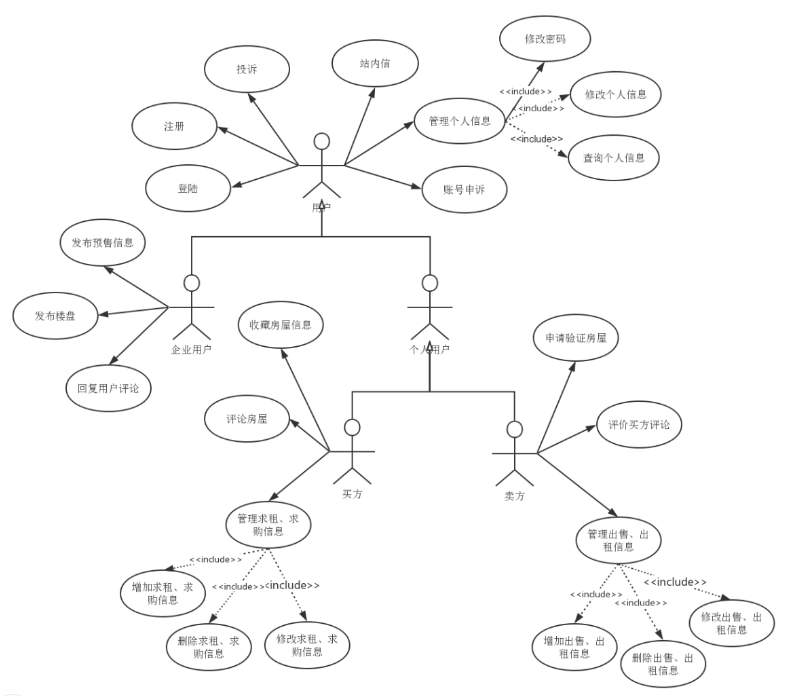 修改密码
投诉
站内信
<<include>>
修改个人信息
<<include>>
注册
管理个人信息
<<include>>
查询个人信息
登陆
账号申诉
用户
发布预售信息
发布楼盘
收藏房屋信息
申请验证房屋
企业用户
个人用户
回复用户评论
评论房屋
评价买方评论
买方
卖方
管理求租、求
购信息
管理出售、出
租信息
<<include>>
<<include>>
<<include>>
增加求租、求
购信息
删除求租、求
购信息
修改求租、求
购信息
<<include>>
<<include>>
<<include>>
修改出售、出
租信息
增加出售、出
租信息
删除出售、出
租信息